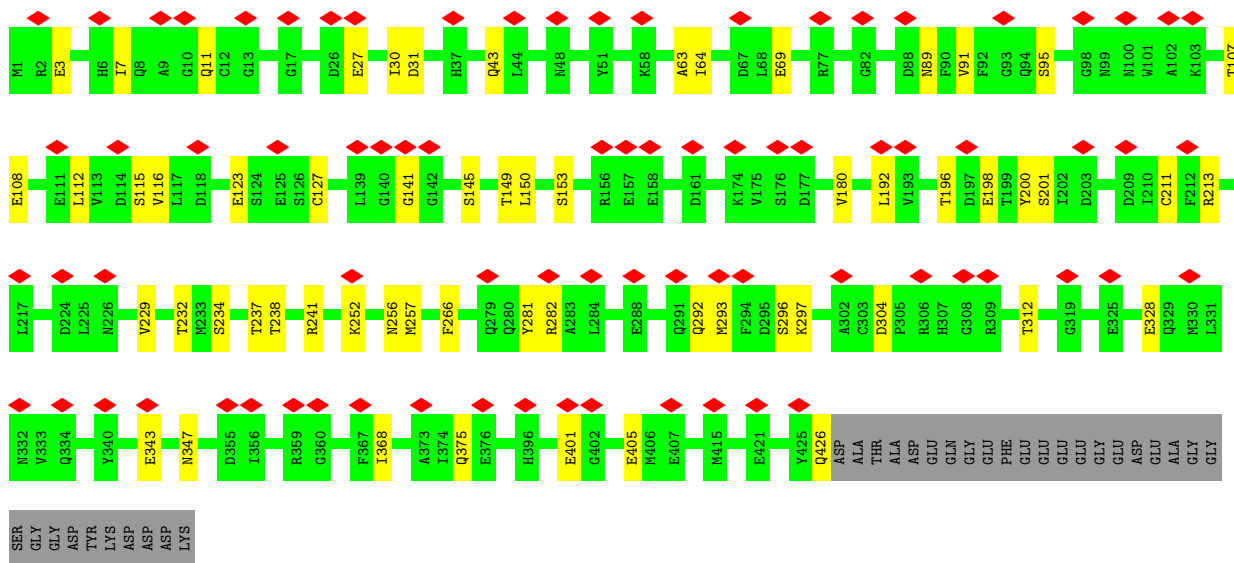 M1 R2 E3 H6 I7 Q8 A9 G10 Q11 C12 G13 G17 D26 E27 I30 D31 H37 Q43 L44 N48 Y51 K58 A63 I64 D67 L68 E69 R77 G82 D88 N89 F90 V91 F92 G93 Q94 S95 G98 N99 N100 W101 A102 K103 T107
E108 E111 L112 V113 D114 S115 V116 L117 D118 E123 S124 E125 S126 C127 L139 G140 G141 G142 S145 T149 L150 S153 R156 E157 E158 D161 K174 V175 S176 D177 V180 L192 V193 T196 D197 E198 T199 Y200 S201 I202 D203 D209 I210 C211 F212 R213
L217 D224 L225 N226 V229 T232 M233 S234 T237 T238 R241 K252 N256 M257 F266 Q279 Q280 Y281 R282 A283 L284 E288 Q291 Q292 M293 F294 D295 S296 K297 A302 C303 D304 P305 R306 H307 G308 R309 T312 G319 E325 E328 Q329 M330 L331
N332 V333 Q334 Y340 E343 N347 D355 I356 R359 G360 F367 I368 A373 I374 Q375 E376 H396 E401 G402 E405 M406 E407 M415 E421 Y425 Q426 ASP ALA THR ALA ASP GLU GLN GLY GLU PHE GLU GLU GLU GLU GLY GLU ASP GLU ALA GLY GLY
SER GLY GLY ASP TYR LYS ASP ASP ASP LYS